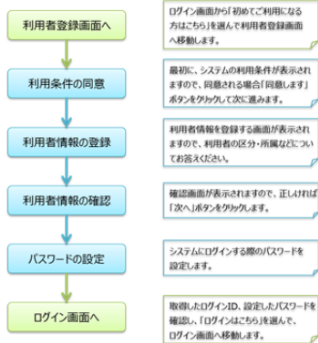 利用者登録画面へ
ログイン画面から「初めてご利用になる
方はこちら」を選んで利用者登録画面
へ移動します。
利用条件の同意
最初に、システムの利用条件が表示され
ますので、同意される場合「同意します」
ボタンをクリックして次に進みます。
利用者情報の登録
利用者情報を登録する画面が表示され
ますので、利用者の区分・所属などについ
てお答えください。
利用者情報の確認
確認画面が表示されますので、正しければ
「次へ」ボタンをクリックします。
パスワードの設定
システムにログインする際のパスワードを
設定します。
ログイン画面へ
取得したログインID、設定したパスワードを
確認し、「ログインはこちら」を選んで、
ログイン画面へ移動します。